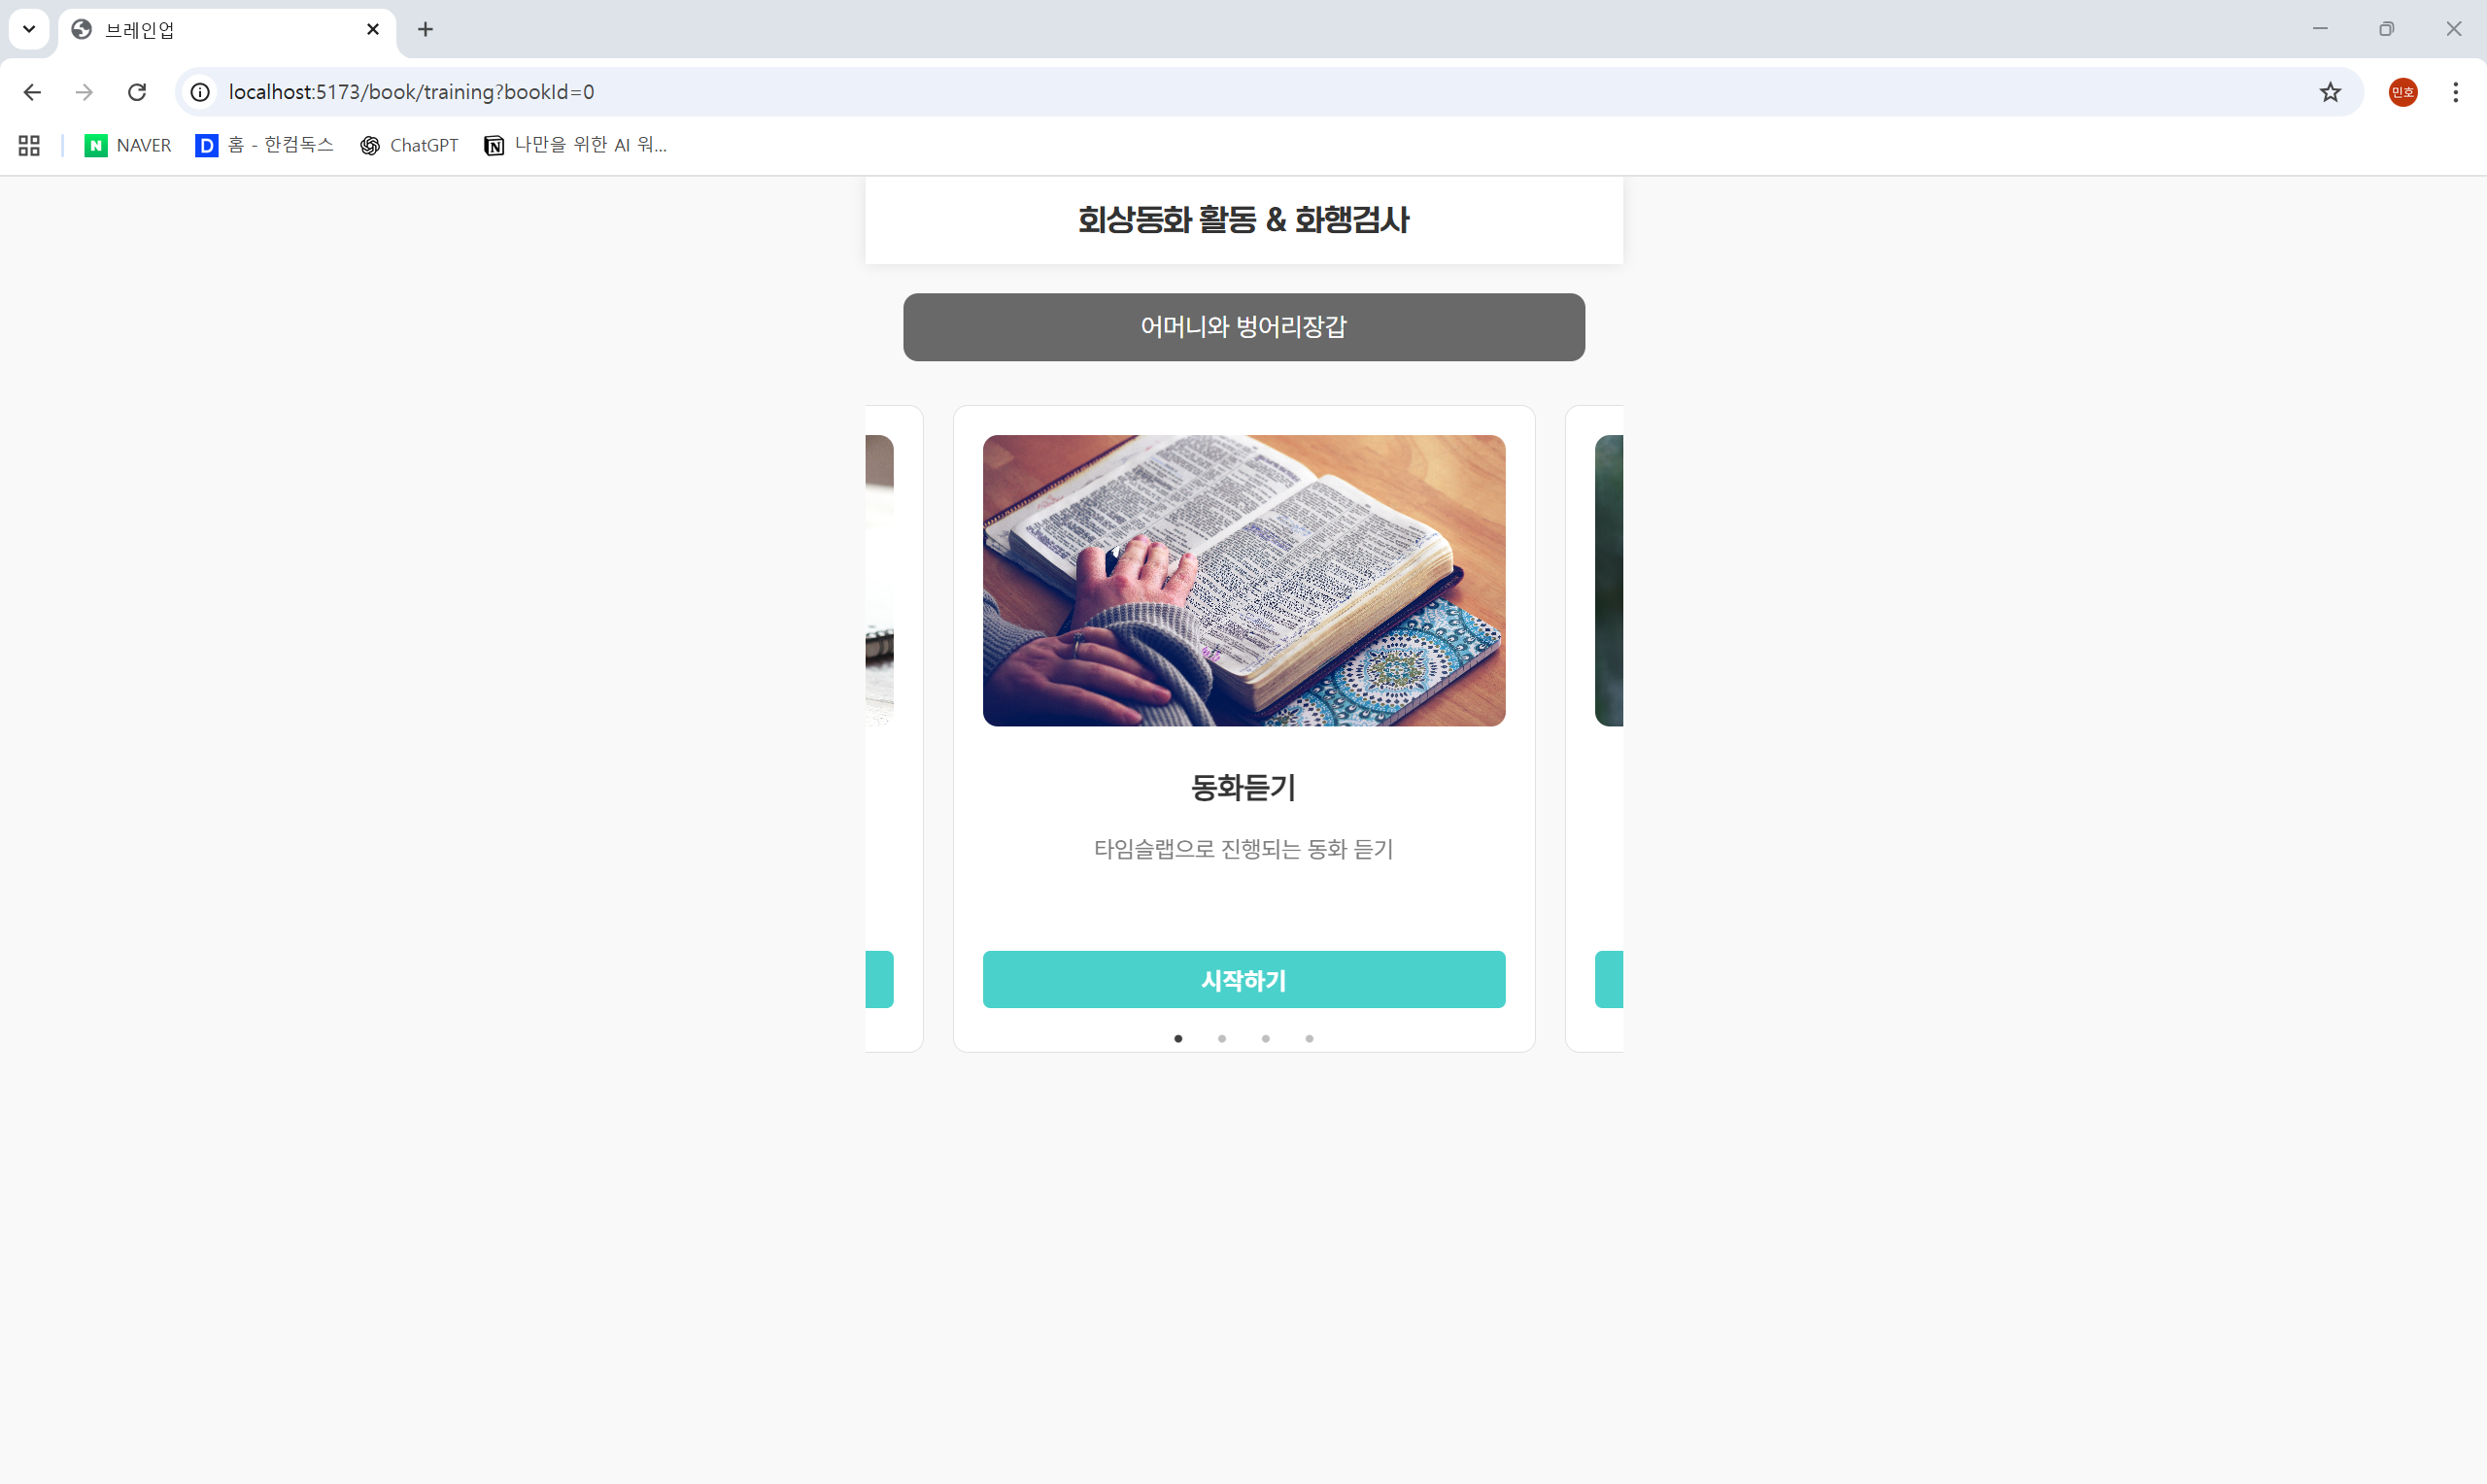 브레인업
localhost:5173/book/training?bookId=0
민호
NAVER
D 홈 - 한컴독스
ChatGPT
나만을 위한 AI 워...
회상동화 활동 & 화행검사
어머니와 벙어리장갑
동화듣기
타임슬랩으로 진행되는 동화 듣기
시작하기